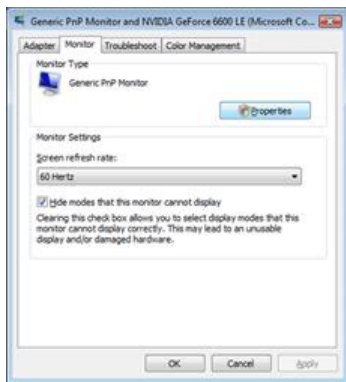 Generic PnP Monitor and NVIDIA GeForce 6600 LE (Microsoft Co...
Adapter Monitor Troubleshoot Color Management
Monitor Type
Generic PnP Monitor
Properties
Monitor Settings
Screen refresh rate:
60 Hertz
Hide modes that this monitor cannot display
Clearing this check box allows you to select display modes that this
monitor cannot display correctly. This may lead to an unusable
display and/or damaged hardware.
OK Cancel Apply